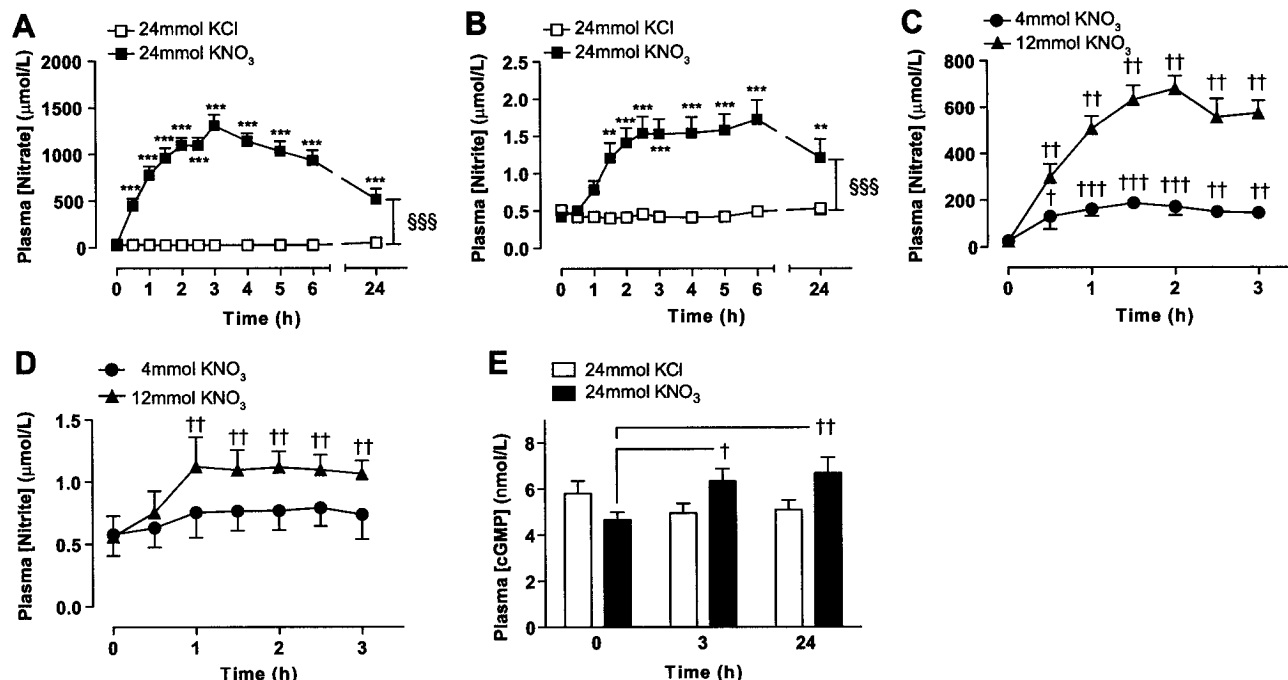 A
24mmol KCl
24mmol KNO₃
Plasma [Nitrate] (μmol/L)
2000
1500
1000
500
0
***
***
***
***
***
***
***
***
***
***
§§§
0 1 2 3 4 5 6 24
Time (h)
B
24mmol KCl
24mmol KNO₃
Plasma [Nitrite] (μmol/L)
2.5
2.0
1.5
1.0
0.5
0.0
**
***
***
***
***
***
***
**
§§§
0 1 2 3 4 5 6 24
Time (h)
C
4mmol KNO₃
12mmol KNO₃
Plasma [Nitrate] (μmol/L)
800
600
400
200
0
††
††
††
††
††
††
†
†††
†††
†††
††
††
0 1 2 3
Time (h)
D
4mmol KNO₃
12mmol KNO₃
Plasma [Nitrite] (μmol/L)
1.5
1.0
0.5
0.0
††
††
††
††
††
0 1 2 3
Time (h)
E
24mmol KCl
24mmol KNO₃
Plasma [cGMP] (nmol/L)
8
6
4
2
0
†
††
0 3 24
Time (h)